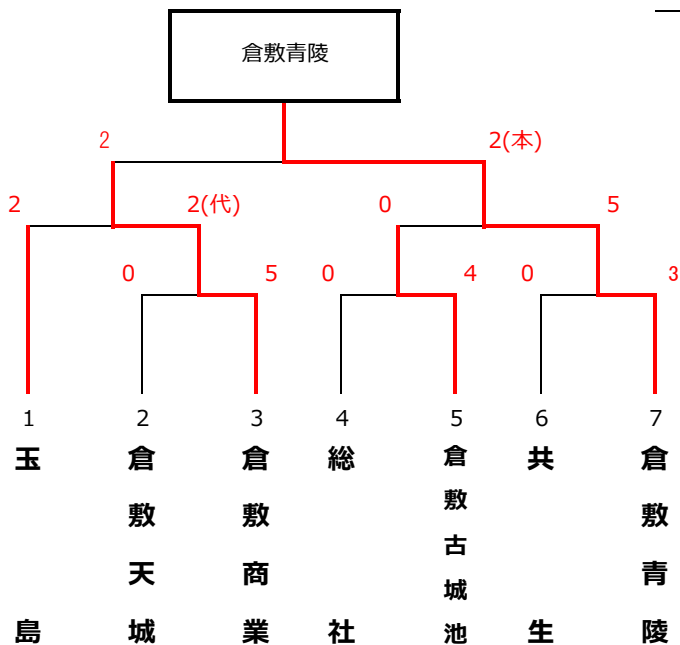 倉敷青陵
2 2(本)
2 2(代) 0 5
0 5 0 4 0 3
1 2 3 4 5 6 7
玉島
倉敷天城
倉敷商業
総社
倉敷古城池
共生
倉敷青陵